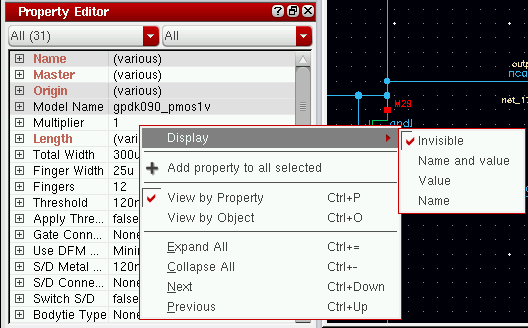 Property Editor
All (31) All
Name (various)
Master (various)
Origin (various)
Model Name gpdk090_pmos1v
Multiplier 1
Length
Total Width 300u
Finger Width 25u
Fingers 12
Threshold 120n
Apply Thre... false
Gate Conn... None
Use DFM ... Mini
S/D Metal ... 120n
S/D Conne... None
Switch S/D false
Bodytie Type None
Display
Add property to all selected
View by Property Ctrl+P
View by Object Ctrl+O
Expand All Ctrl+=
Collapse All Ctrl+-
Next Ctrl+Down
Previous Ctrl+Up
Invisible
Name and value
Value
Name
outp
nca
net_1
M29